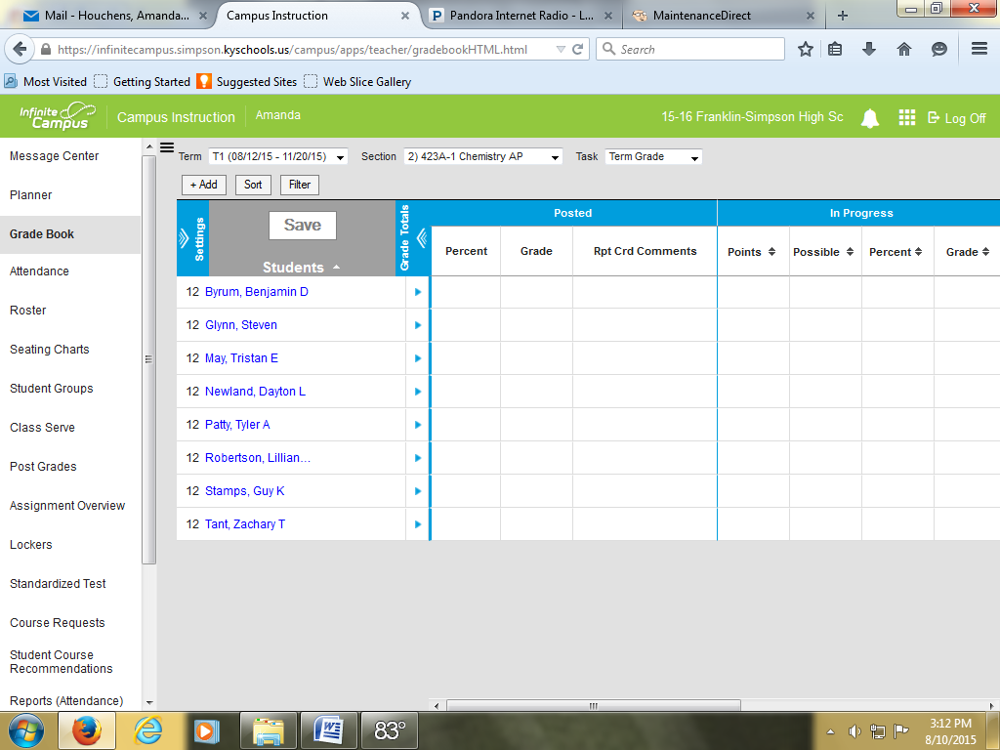 Mail - Houchens, Amanda... Campus Instruction Pandora Internet Radio - L... MaintenanceDirect
https://infinitecampus.simpson.kyschools.us/campus/apps/teacher/gradebookHTML.html Search
Most Visited Getting Started Suggested Sites Web Slice Gallery
Infinite Campus Campus Instruction Amanda 15-16 Franklin-Simpson High Sc Log Off
Message Center
Planner
Grade Book
Attendance
Roster
Seating Charts
Student Groups
Class Serve
Post Grades
Assignment Overview
Lockers
Standardized Test
Course Requests
Student Course
Recommendations
Reports (Attendance)
Term T1 (08/12/15 - 11/20/15) Section 2) 423A-1 Chemistry AP Task Term Grade
+ Add Sort Filter
Settings Save Students Grade Totals
Posted In Progress
Percent Grade Rpt Crd Comments Points Possible Percent Grade
12 Byrum, Benjamin D
12 Glynn, Steven
12 May, Tristan E
12 Newland, Dayton L
12 Patty, Tyler A
12 Robertson, Lillian...
12 Stamps, Guy K
12 Tant, Zachary T
83°
3:12 PM
8/10/2015